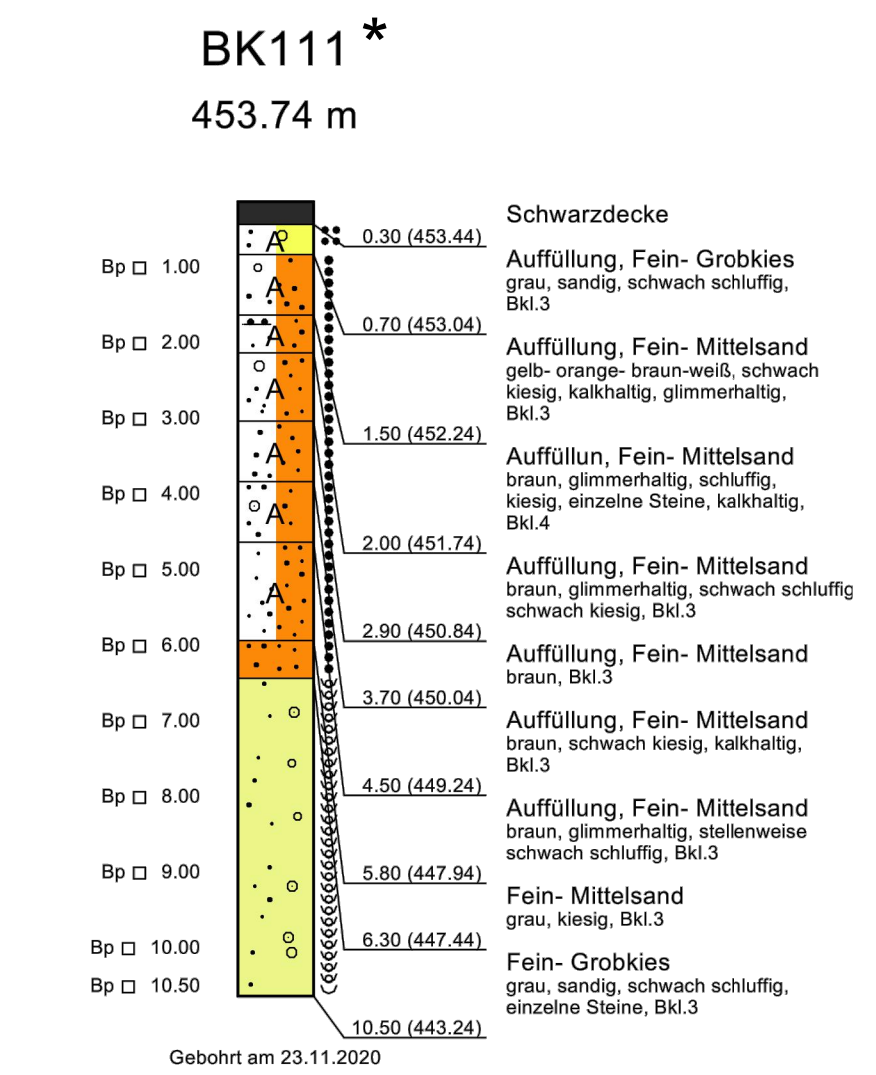 BK111 *
453.74 m
Schwarzdecke
0.30 (453.44)
A
Auffüllung, Fein- Grobkies
grau, sandig, schwach schluffig,
Bkl.3
Bp 1.00
A
0.70 (453.04)
Auffüllung, Fein- Mittelsand
gelb- orange- braun-weiß, schwach
kiesig, kalkhaltig, glimmerhaltig,
Bkl.3
Bp 2.00
A
1.50 (452.24)
Auffüllun, Fein- Mittelsand
braun, glimmerhaltig, schluffig,
kiesig, einzelne Steine, kalkhaltig,
Bkl.4
Bp 3.00
A
2.00 (451.74)
Auffüllung, Fein- Mittelsand
braun, glimmerhaltig, schwach schluffig
schwach kiesig, Bkl.3
Bp 4.00
A
2.90 (450.84)
Auffüllung, Fein- Mittelsand
braun, Bkl.3
Bp 5.00
A
3.70 (450.04)
Auffüllung, Fein- Mittelsand
braun, schwach kiesig, kalkhaltig,
Bkl.3
Bp 6.00
A
4.50 (449.24)
Auffüllung, Fein- Mittelsand
braun, glimmerhaltig, stellenweise
schwach schluffig, Bkl.3
Bp 7.00
Bp 8.00
5.80 (447.94)
Fein- Mittelsand
grau, kiesig, Bkl.3
Bp 9.00
6.30 (447.44)
Fein- Grobkies
grau, sandig, schwach schluffig,
einzelne Steine, Bkl.3
Bp 10.00
Bp 10.50
10.50 (443.24)
Gebohrt am 23.11.2020